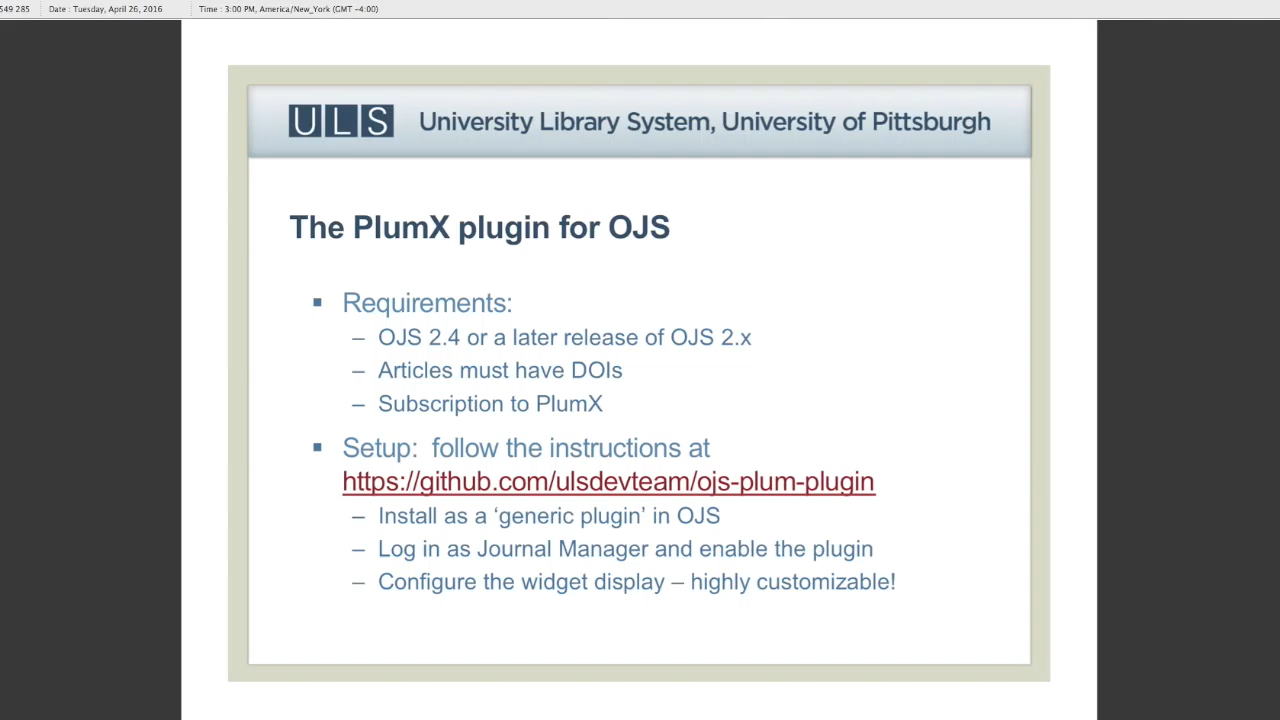 549 285 Date : Tuesday, April 26, 2016 Time : 3:00 PM, America/New_York (GMT -4:00)
ULS University Library System, University of Pittsburgh
The PlumX plugin for OJS
▪ Requirements:
– OJS 2.4 or a later release of OJS 2.x
– Articles must have DOIs
– Subscription to PlumX
▪ Setup: follow the instructions at
https://github.com/ulsdevteam/ojs-plum-plugin
– Install as a ‘generic plugin’ in OJS
– Log in as Journal Manager and enable the plugin
– Configure the widget display – highly customizable!